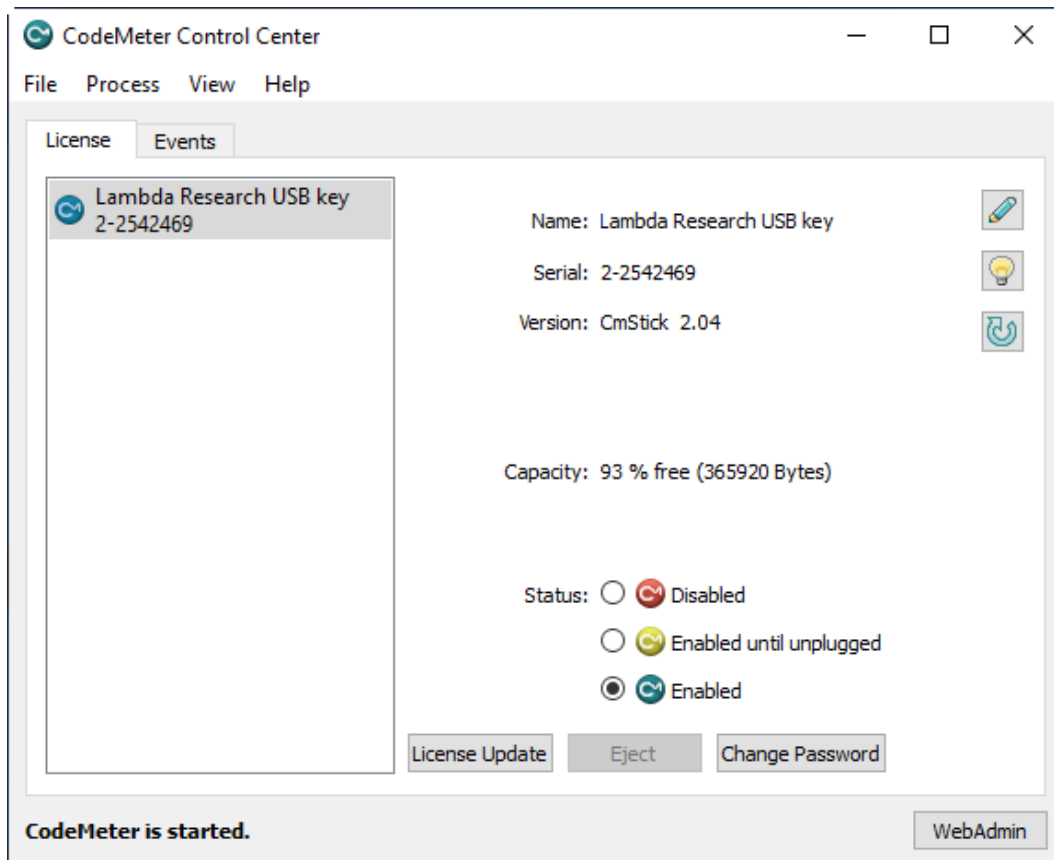 CodeMeter Control Center
File Process View Help
License Events
Lambda Research USB key
2-2542469
Name: Lambda Research USB key
Serial: 2-2542469
Version: CmStick 2.04
Capacity: 93 % free (365920 Bytes)
Status: Disabled
Enabled until unplugged
Enabled
License Update Eject Change Password
CodeMeter is started. WebAdmin